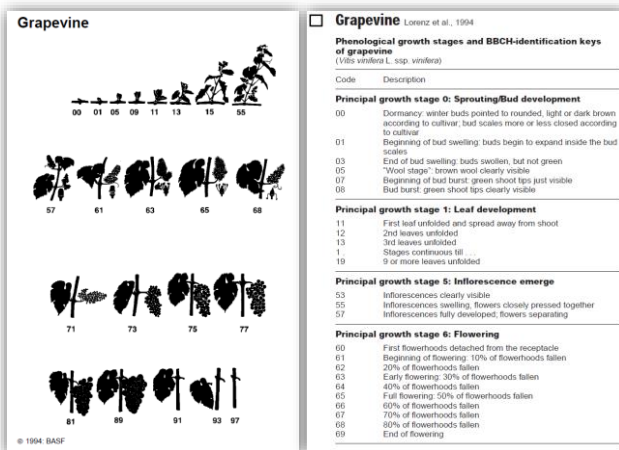 Grapevine
00 01 05 09 11 13 15 55
57 61 63 65 68
71 73 75 77
81 89 91 93 97
© 1994: BASF
Grapevine Lorenz et al., 1994
Phenological growth stages and BBCH-identification keys
of grapevine
(Vitis vinifera L. ssp. vinifera)
Code Description
Principal growth stage 0: Sprouting/Bud development
00 Dormancy: winter buds pointed to rounded, light or dark brown
according to cultivar; bud scales more or less closed according
to cultivar
01 Beginning of bud swelling: buds begin to expand inside the bud
scales
03 End of bud swelling: buds swollen, but not green
05 "Wool stage": brown wool clearly visible
07 Beginning of bud burst: green shoot tips just visible
08 Bud burst: green shoot tips clearly visible
Principal growth stage 1: Leaf development
11 First leaf unfolded and spread away from shoot
12 2nd leaves unfolded
13 3rd leaves unfolded
1 . Stages continuous till . . .
19 9 or more leaves unfolded
Principal growth stage 5: Inflorescence emerge
53 Inflorescences clearly visible
55 Inflorescences swelling, flowers closely pressed together
57 Inflorescences fully developed; flowers separating
Principal growth stage 6: Flowering
60 First flowerhoods detached from the receptacle
61 Beginning of flowering: 10% of flowerhoods fallen
62 20% of flowerhoods fallen
63 Early flowering: 30% of flowerhoods fallen
64 40% of flowerhoods fallen
65 Full flowering: 50% of flowerhoods fallen
66 60% of flowerhoods fallen
67 70% of flowerhoods fallen
68 80% of flowerhoods fallen
69 End of flowering